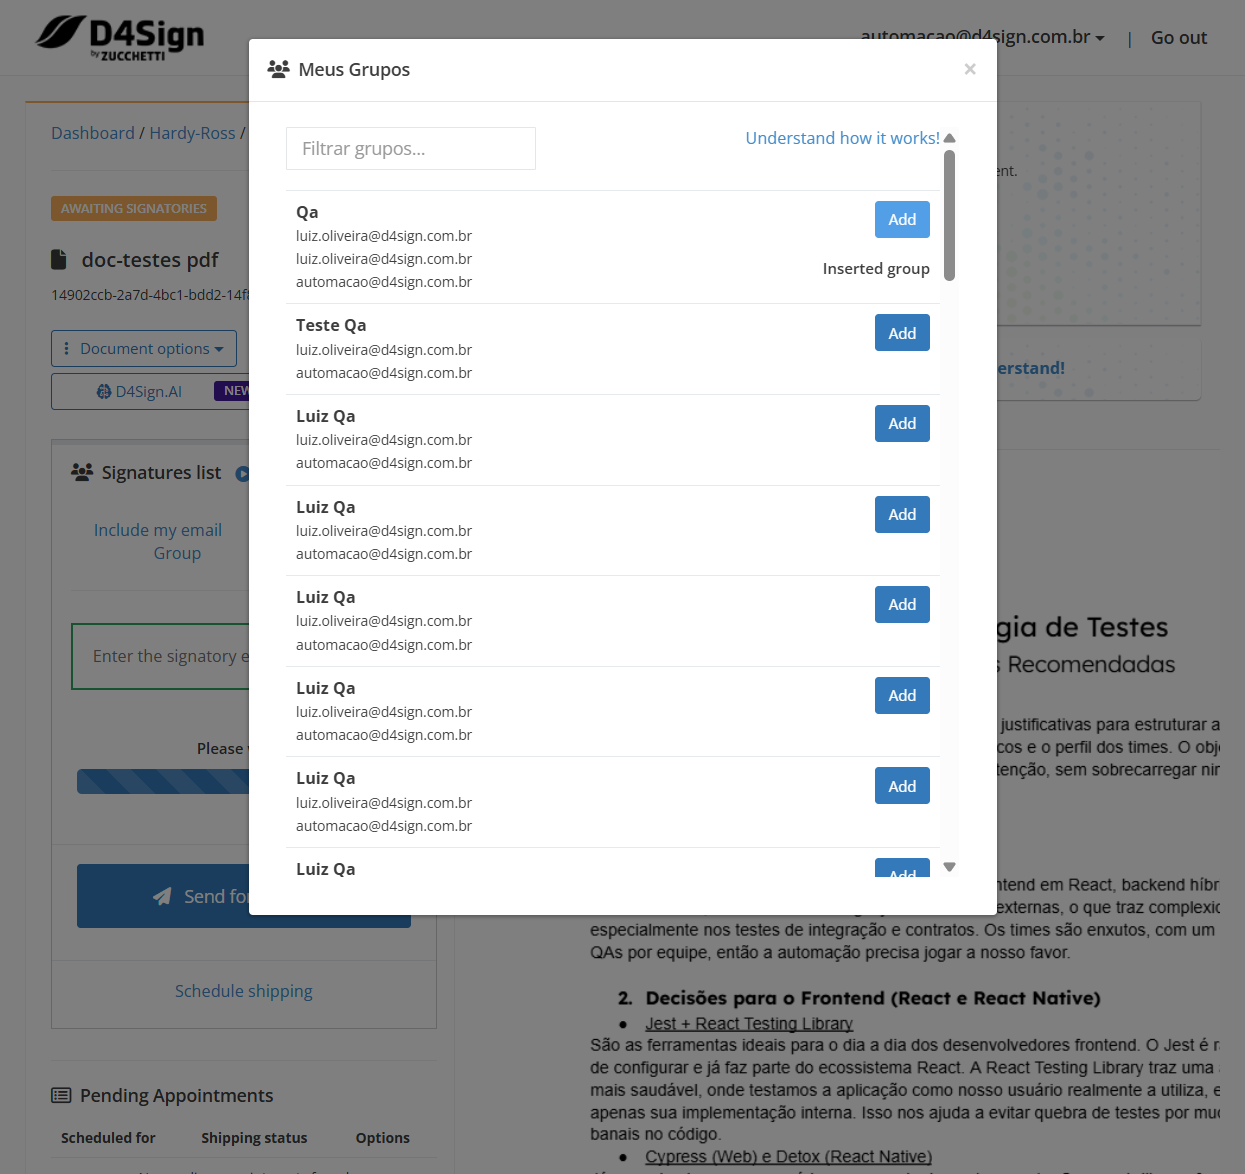 D4Sign
by ZUCCHETTI
automacao@d4sign.com.br
|
Go out
Meus Grupos
×
Dashboard / Hardy-Ross /
Understand how it works!
Filtrar grupos...
AWAITING SIGNATORIES
doc-testes pdf
14902ccb-2a7d-4bc1-bdd2-14f
Document options
D4Sign.AI
NEW
Signatures list
Include my email
Group
Enter the signatory e
Please
Send for
Schedule shipping
Pending Appointments
Scheduled for
Shipping status
Options
Qa
Add
luiz.oliveira@d4sign.com.br
luiz.oliveira@d4sign.com.br
Inserted group
automacao@d4sign.com.br
Teste Qa
Add
luiz.oliveira@d4sign.com.br
automacao@d4sign.com.br
Luiz Qa
Add
luiz.oliveira@d4sign.com.br
automacao@d4sign.com.br
Luiz Qa
Add
luiz.oliveira@d4sign.com.br
automacao@d4sign.com.br
Luiz Qa
Add
luiz.oliveira@d4sign.com.br
automacao@d4sign.com.br
Luiz Qa
Add
luiz.oliveira@d4sign.com.br
automacao@d4sign.com.br
Luiz Qa
Add
luiz.oliveira@d4sign.com.br
automacao@d4sign.com.br
Luiz Qa
Add
ent.
erstand!
gia de Testes
s Recomendadas
justificativas para estruturar a
cos e o perfil dos times. O obj
tenção, sem sobrecarregar nir
ntend em React, backend híbr
externas, o que traz complexic
especialmente nos testes de integração e contratos. Os times são enxutos, com um
QAs por equipe, então a automação precisa jogar a nosso favor.
2. Decisões para o Frontend (React e React Native)
● Jest + React Testing Library
São as ferramentas ideais para o dia a dia dos desenvolvedores frontend. O Jest é r
de configurar e já faz parte do ecossistema React. A React Testing Library traz uma
mais saudável, onde testamos a aplicação como nosso usuário realmente a utiliza, e
apenas sua implementação interna. Isso nos ajuda a evitar quebra de testes por muc
banais no código.
● Cypress (Web) e Detox (React Native)